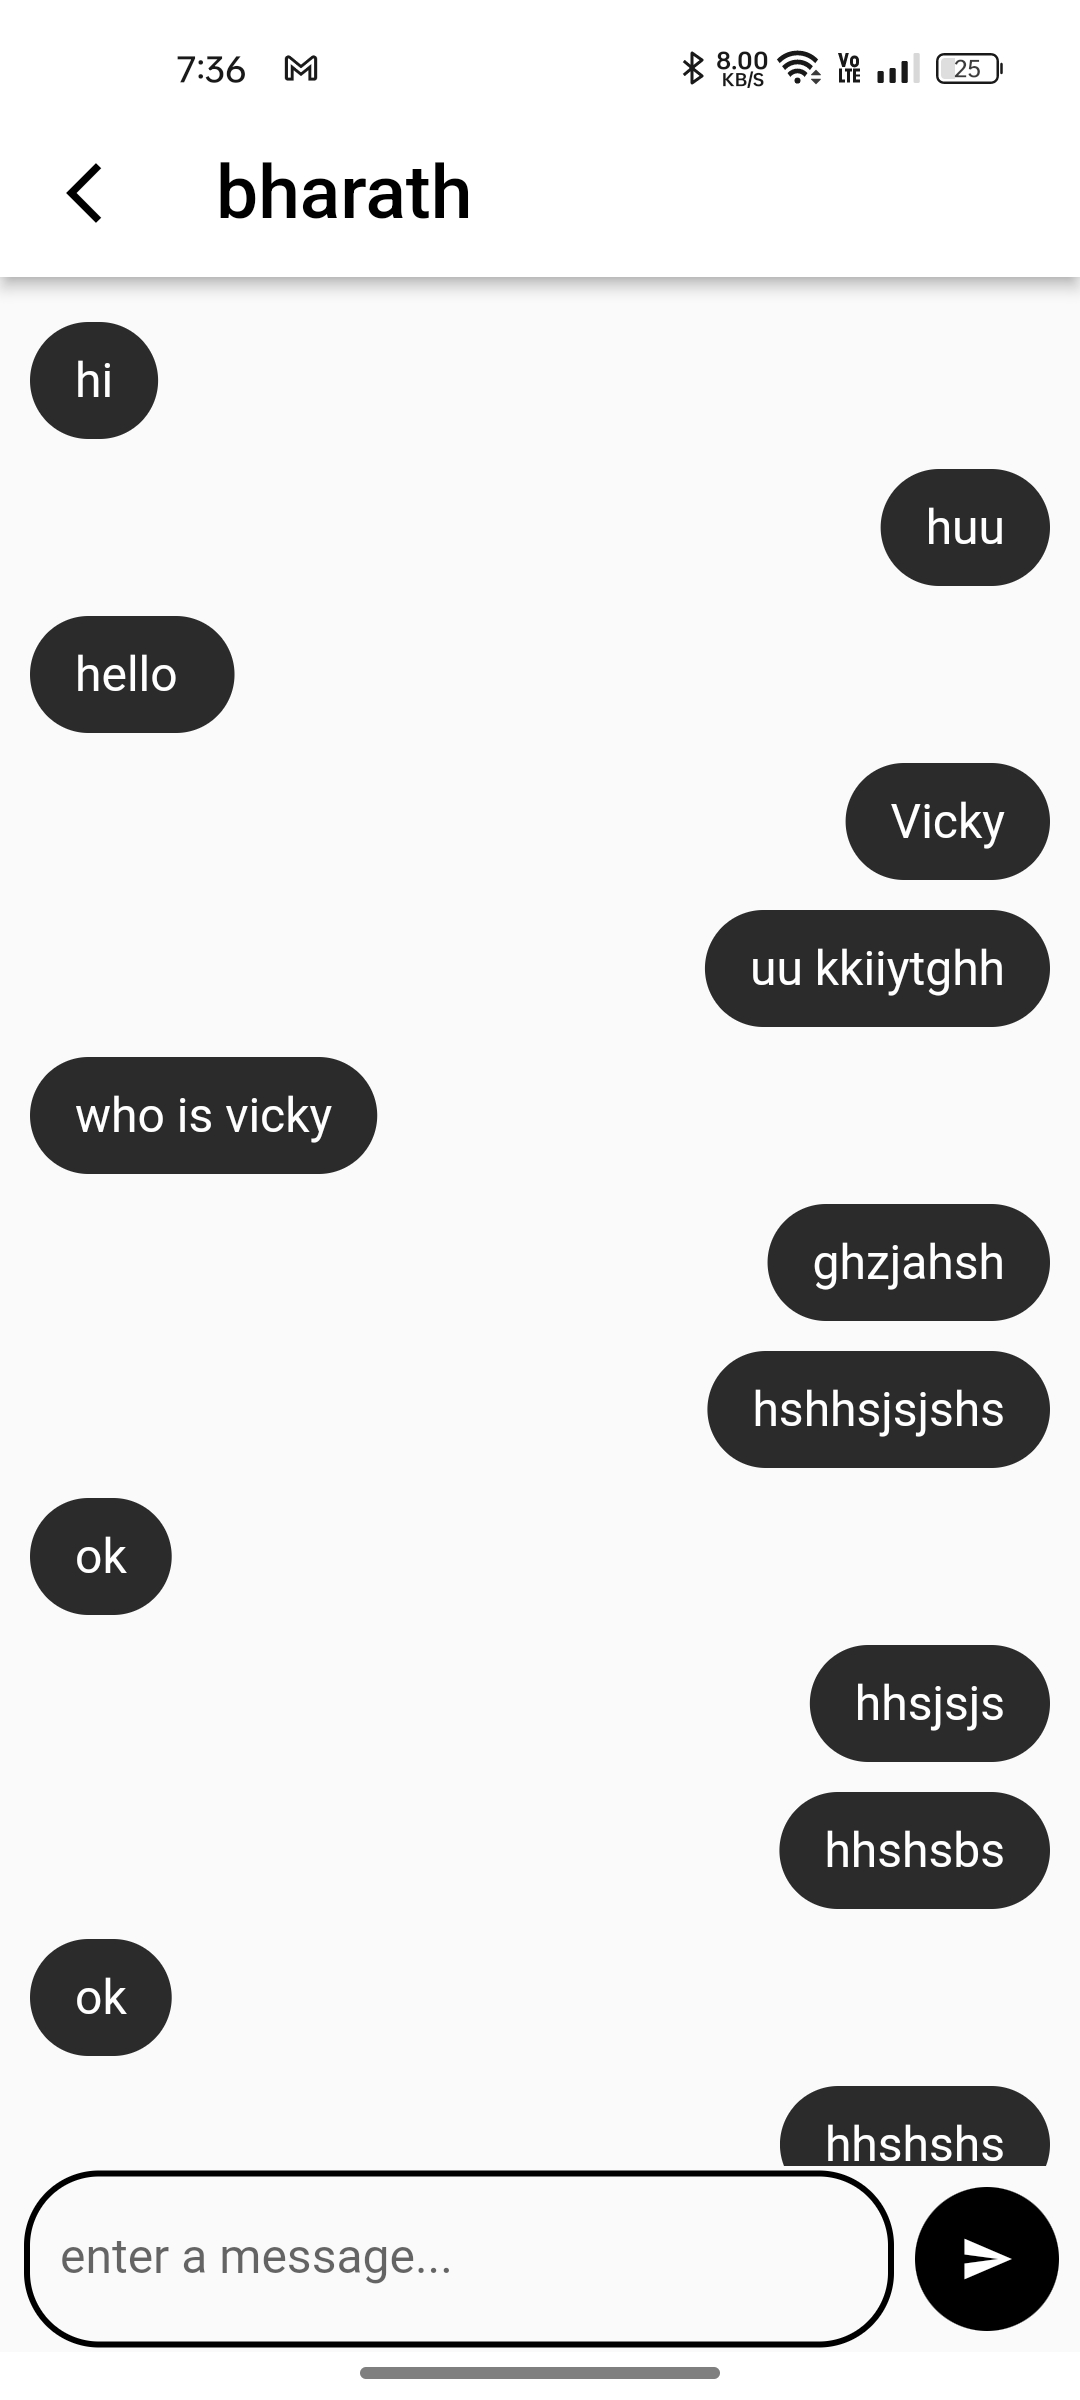 7:36
8.00
KB/S
Vo
LTE
25
bharath
hi
huu
hello
Vicky
uu kkiiytghh
who is vicky
ghzjahsh
hshhsjsjshs
ok
hhsjsjs
hhshsbs
ok
hhshshs
enter a message...